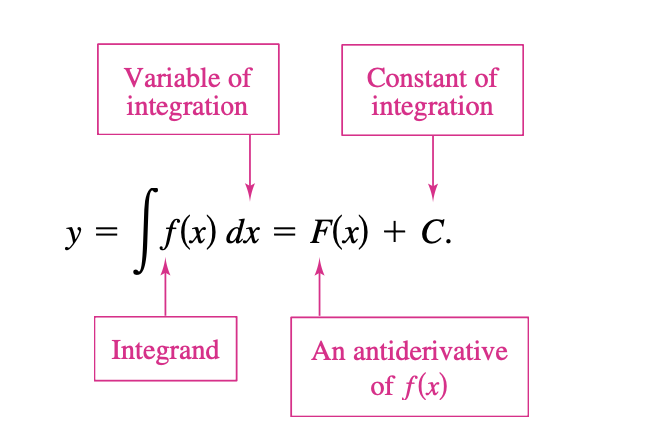 Variable of
integration
Constant of
integration
y = ∫ f(x) dx = F(x) + C.
Integrand
An antiderivative
of f(x)